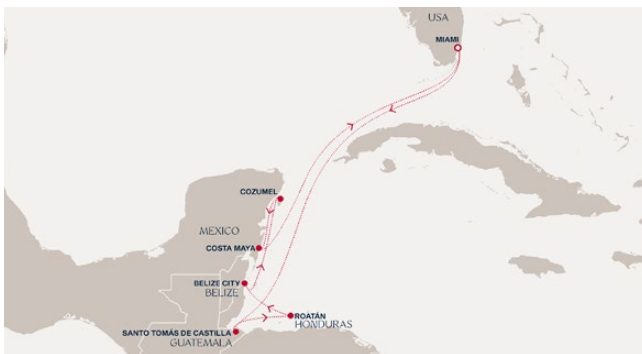 USA
MIAMI
COZUMEL
MEXICO
COSTA MAYA
BELIZE CITY
BELIZE
ROATÁN
HONDURAS
SANTO TOMÁS DE CASTILLA
GUATEMALA